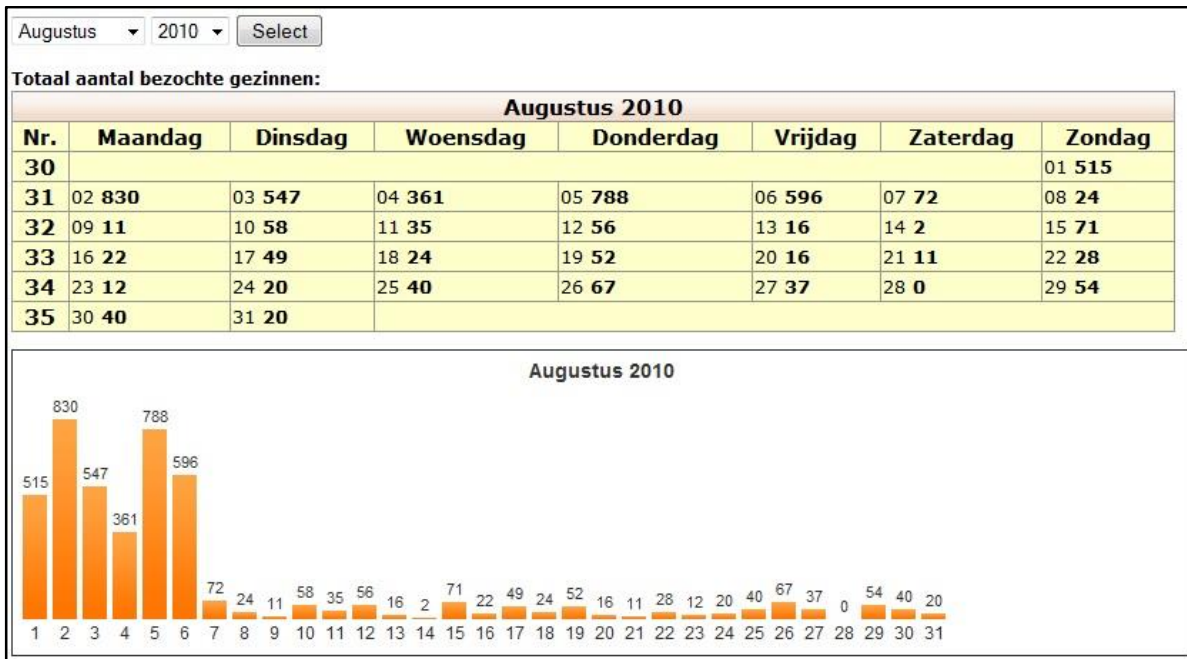 Augustus 2010 Select
Totaal aantal bezochte gezinnen:
Augustus 2010
Nr. Maandag Dinsdag Woensdag Donderdag Vrijdag Zaterdag Zondag
30 01 515
31 02 830 03 547 04 361 05 788 06 596 07 72 08 24
32 09 11 10 58 11 35 12 56 13 16 14 2 15 71
33 16 22 17 49 18 24 19 52 20 16 21 11 22 28
34 23 12 24 20 25 40 26 67 27 37 28 0 29 54
35 30 40 31 20
Augustus 2010
515 830 547 361 788 596 72 24 11 58 35 56 16 2 71 22 49 24 52 16 11 28 12 20 40 67 37 0 54 40 20
1 2 3 4 5 6 7 8 9 10 11 12 13 14 15 16 17 18 19 20 21 22 23 24 25 26 27 28 29 30 31